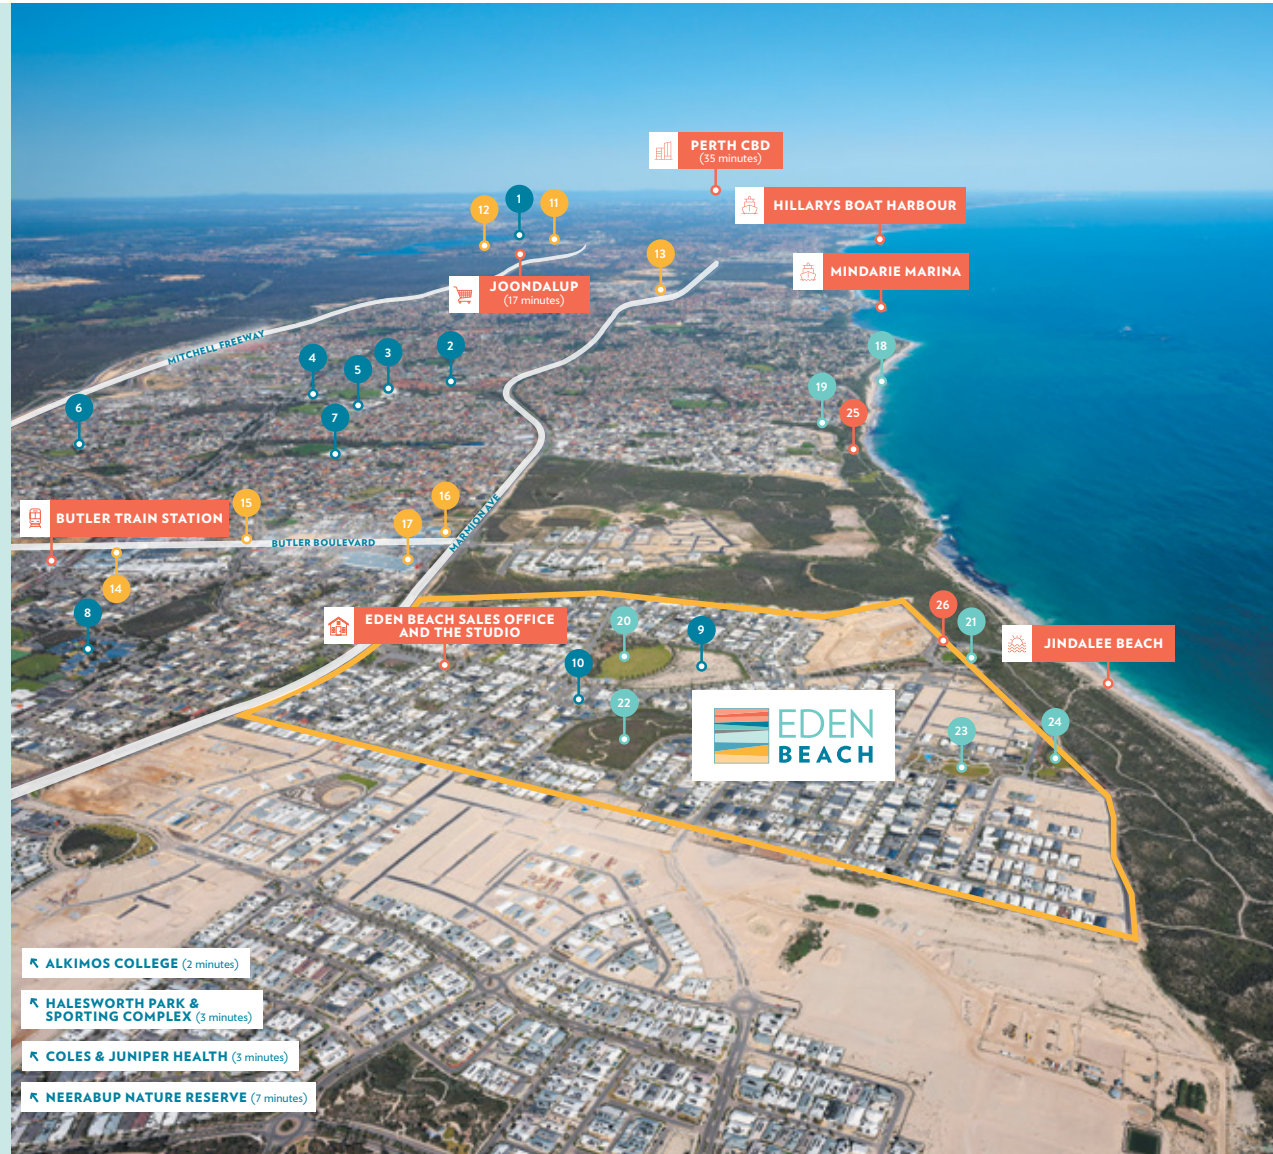 PERTH CBD
(35 minutes)
HILLARYS BOAT HARBOUR
12
1
11
13
MINDARIE MARINA
JOONDALUP
(17 minutes)
MITCHELL FREEWAY
18
2
3
4
5
19
6
7
25
15
16
BUTLER TRAIN STATION
17
MARMION AVE
BUTLER BOULEVARD
14
8
26
EDEN BEACH SALES OFFICE
AND THE STUDIO
20
9
21
JINDALEE BEACH
10
22
EDEN
BEACH
23
24
ALKIMOS COLLEGE (2 minutes)
HALESWORTH PARK &
SPORTING COMPLEX (3 minutes)
COLES & JUNIPER HEALTH (3 minutes)
NEERABUP NATURE RESERVE (7 minutes)